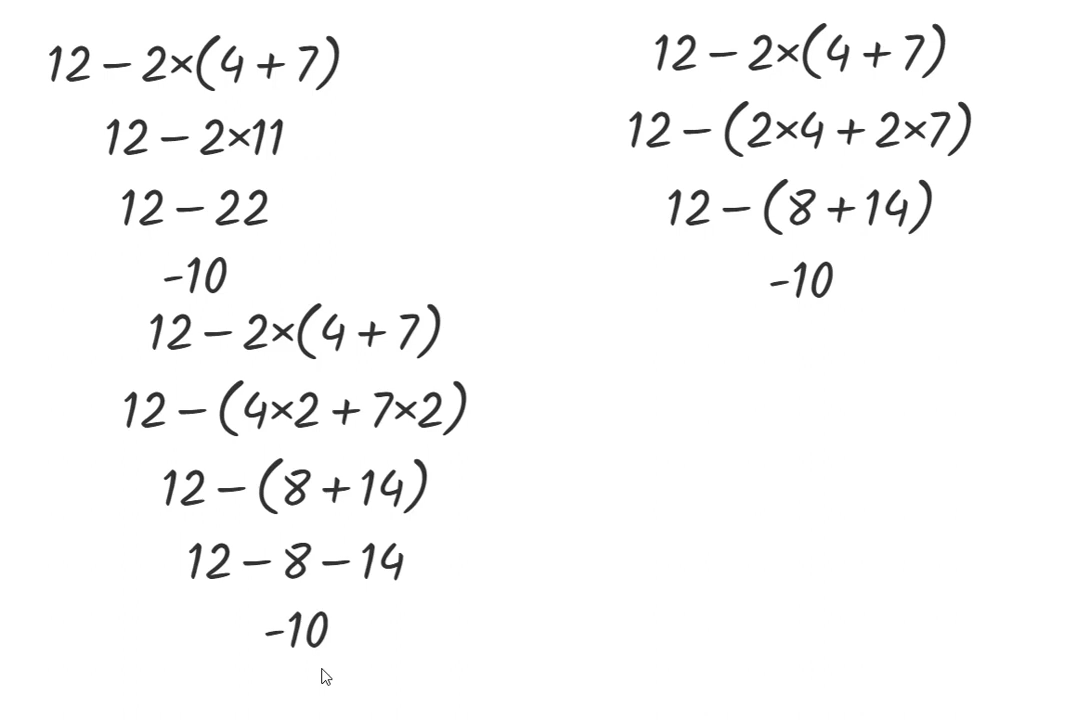 12 – 2×(4 + 7)
12 – 2×11
12 – 22
-10
12 – 2×(4 + 7)
12 – (4×2 + 7×2)
12 – (8 + 14)
12 – 8 – 14
-10
12 – 2×(4 + 7)
12 – (2×4 + 2×7)
12 – (8 + 14)
-10